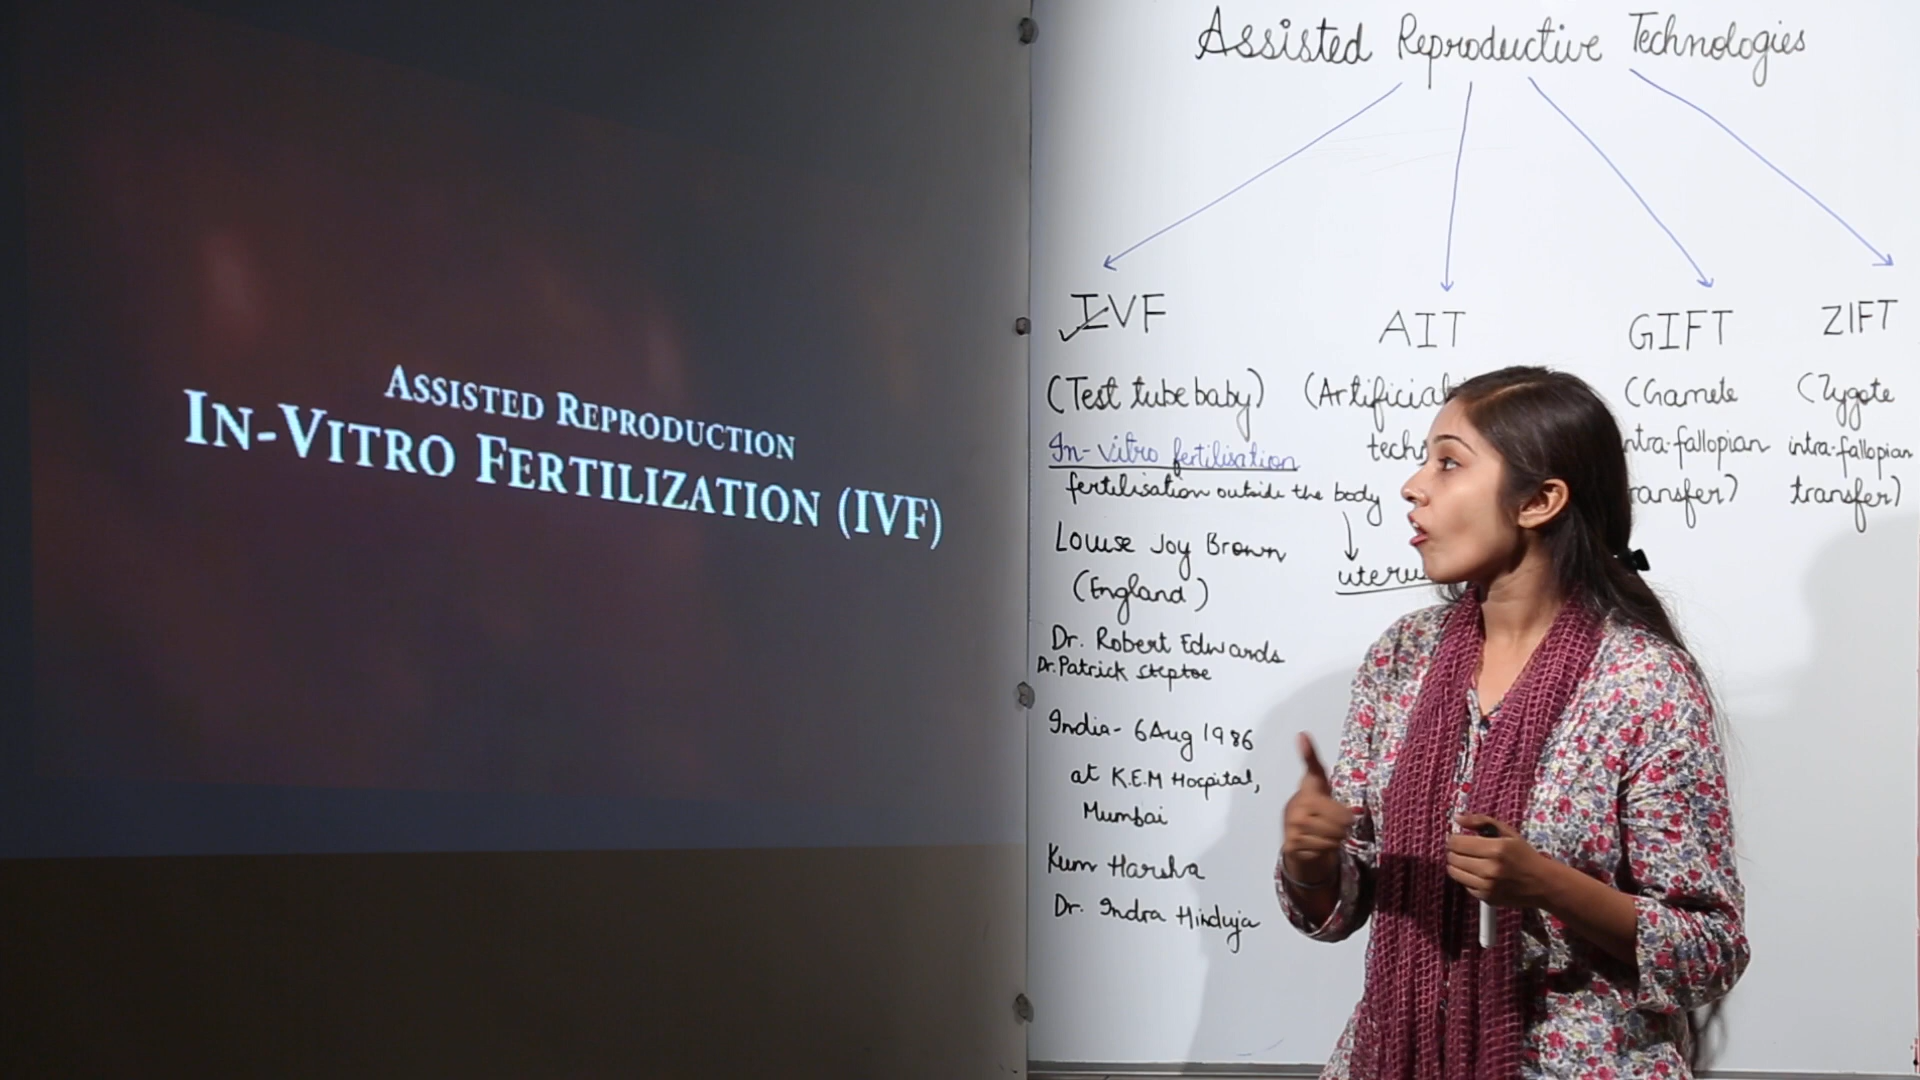 ASSISTED REPRODUCTION
IN-VITRO FERTILIZATION (IVF)
Assisted Reproductive Technologies
IVF
(Test tube baby)
In-vitro fertilisation
fertilisation outside the body
Louise Joy Brown
(England)
Dr. Robert Edwards
Dr. Patrick Steptoe
India- 6 Aug 1986
at K.E.M Hospital,
Mumbai
Kum Harsha
Dr. Indra Hinduja
AIT
(Artificial
uterus
GIFT
(Gamete
intra-fallopian
transfer)
ZIFT
(Zygote
intra-fallopian
transfer)